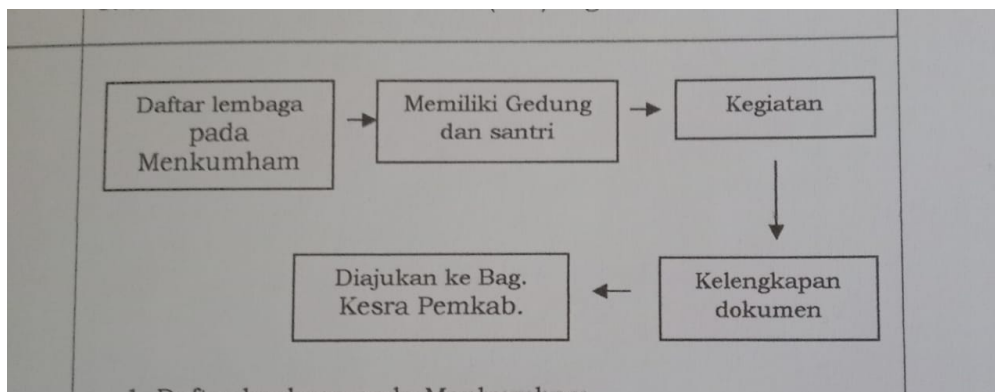 Daftar lembaga
pada
Menkumham
Memiliki Gedung
dan santri
Kegiatan
Kelengkapan
dokumen
Diajukan ke Bag.
Kesra Pemkab.